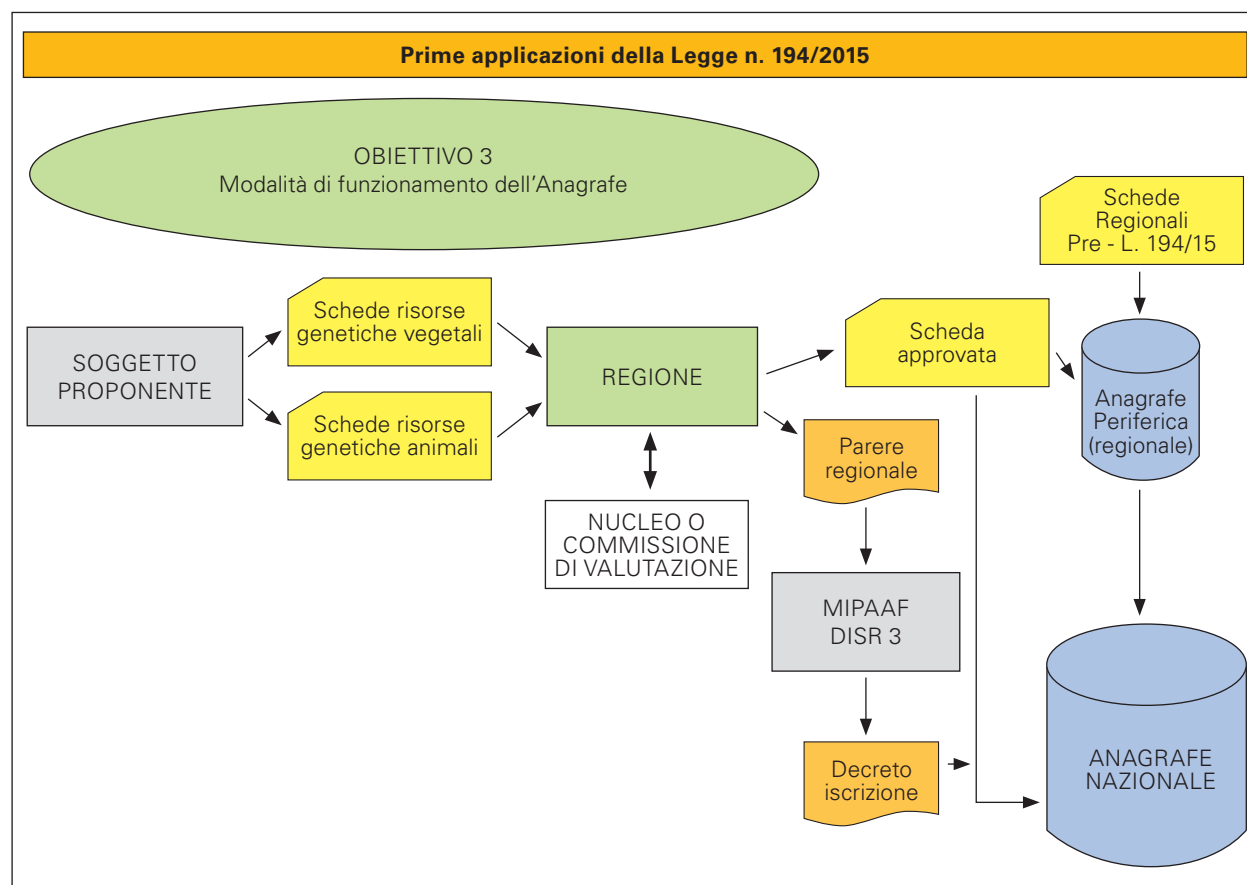 Prime applicazioni della Legge n. 194/2015
OBIETTIVO 3
Modalità di funzionamento dell'Anagrafe
Schede
Regionali
Pre - L. 194/15
Schede risorse
genetiche vegetali
SOGGETTO
PROPONENTE
Schede risorse
genetiche animali
REGIONE
Scheda
approvata
Anagrafe
Periferica
(regionale)
Parere
regionale
NUCLEO O
COMMISSIONE
DI VALUTAZIONE
MIPAAF
DISR 3
Decreto
iscrizione
ANAGRAFE
NAZIONALE